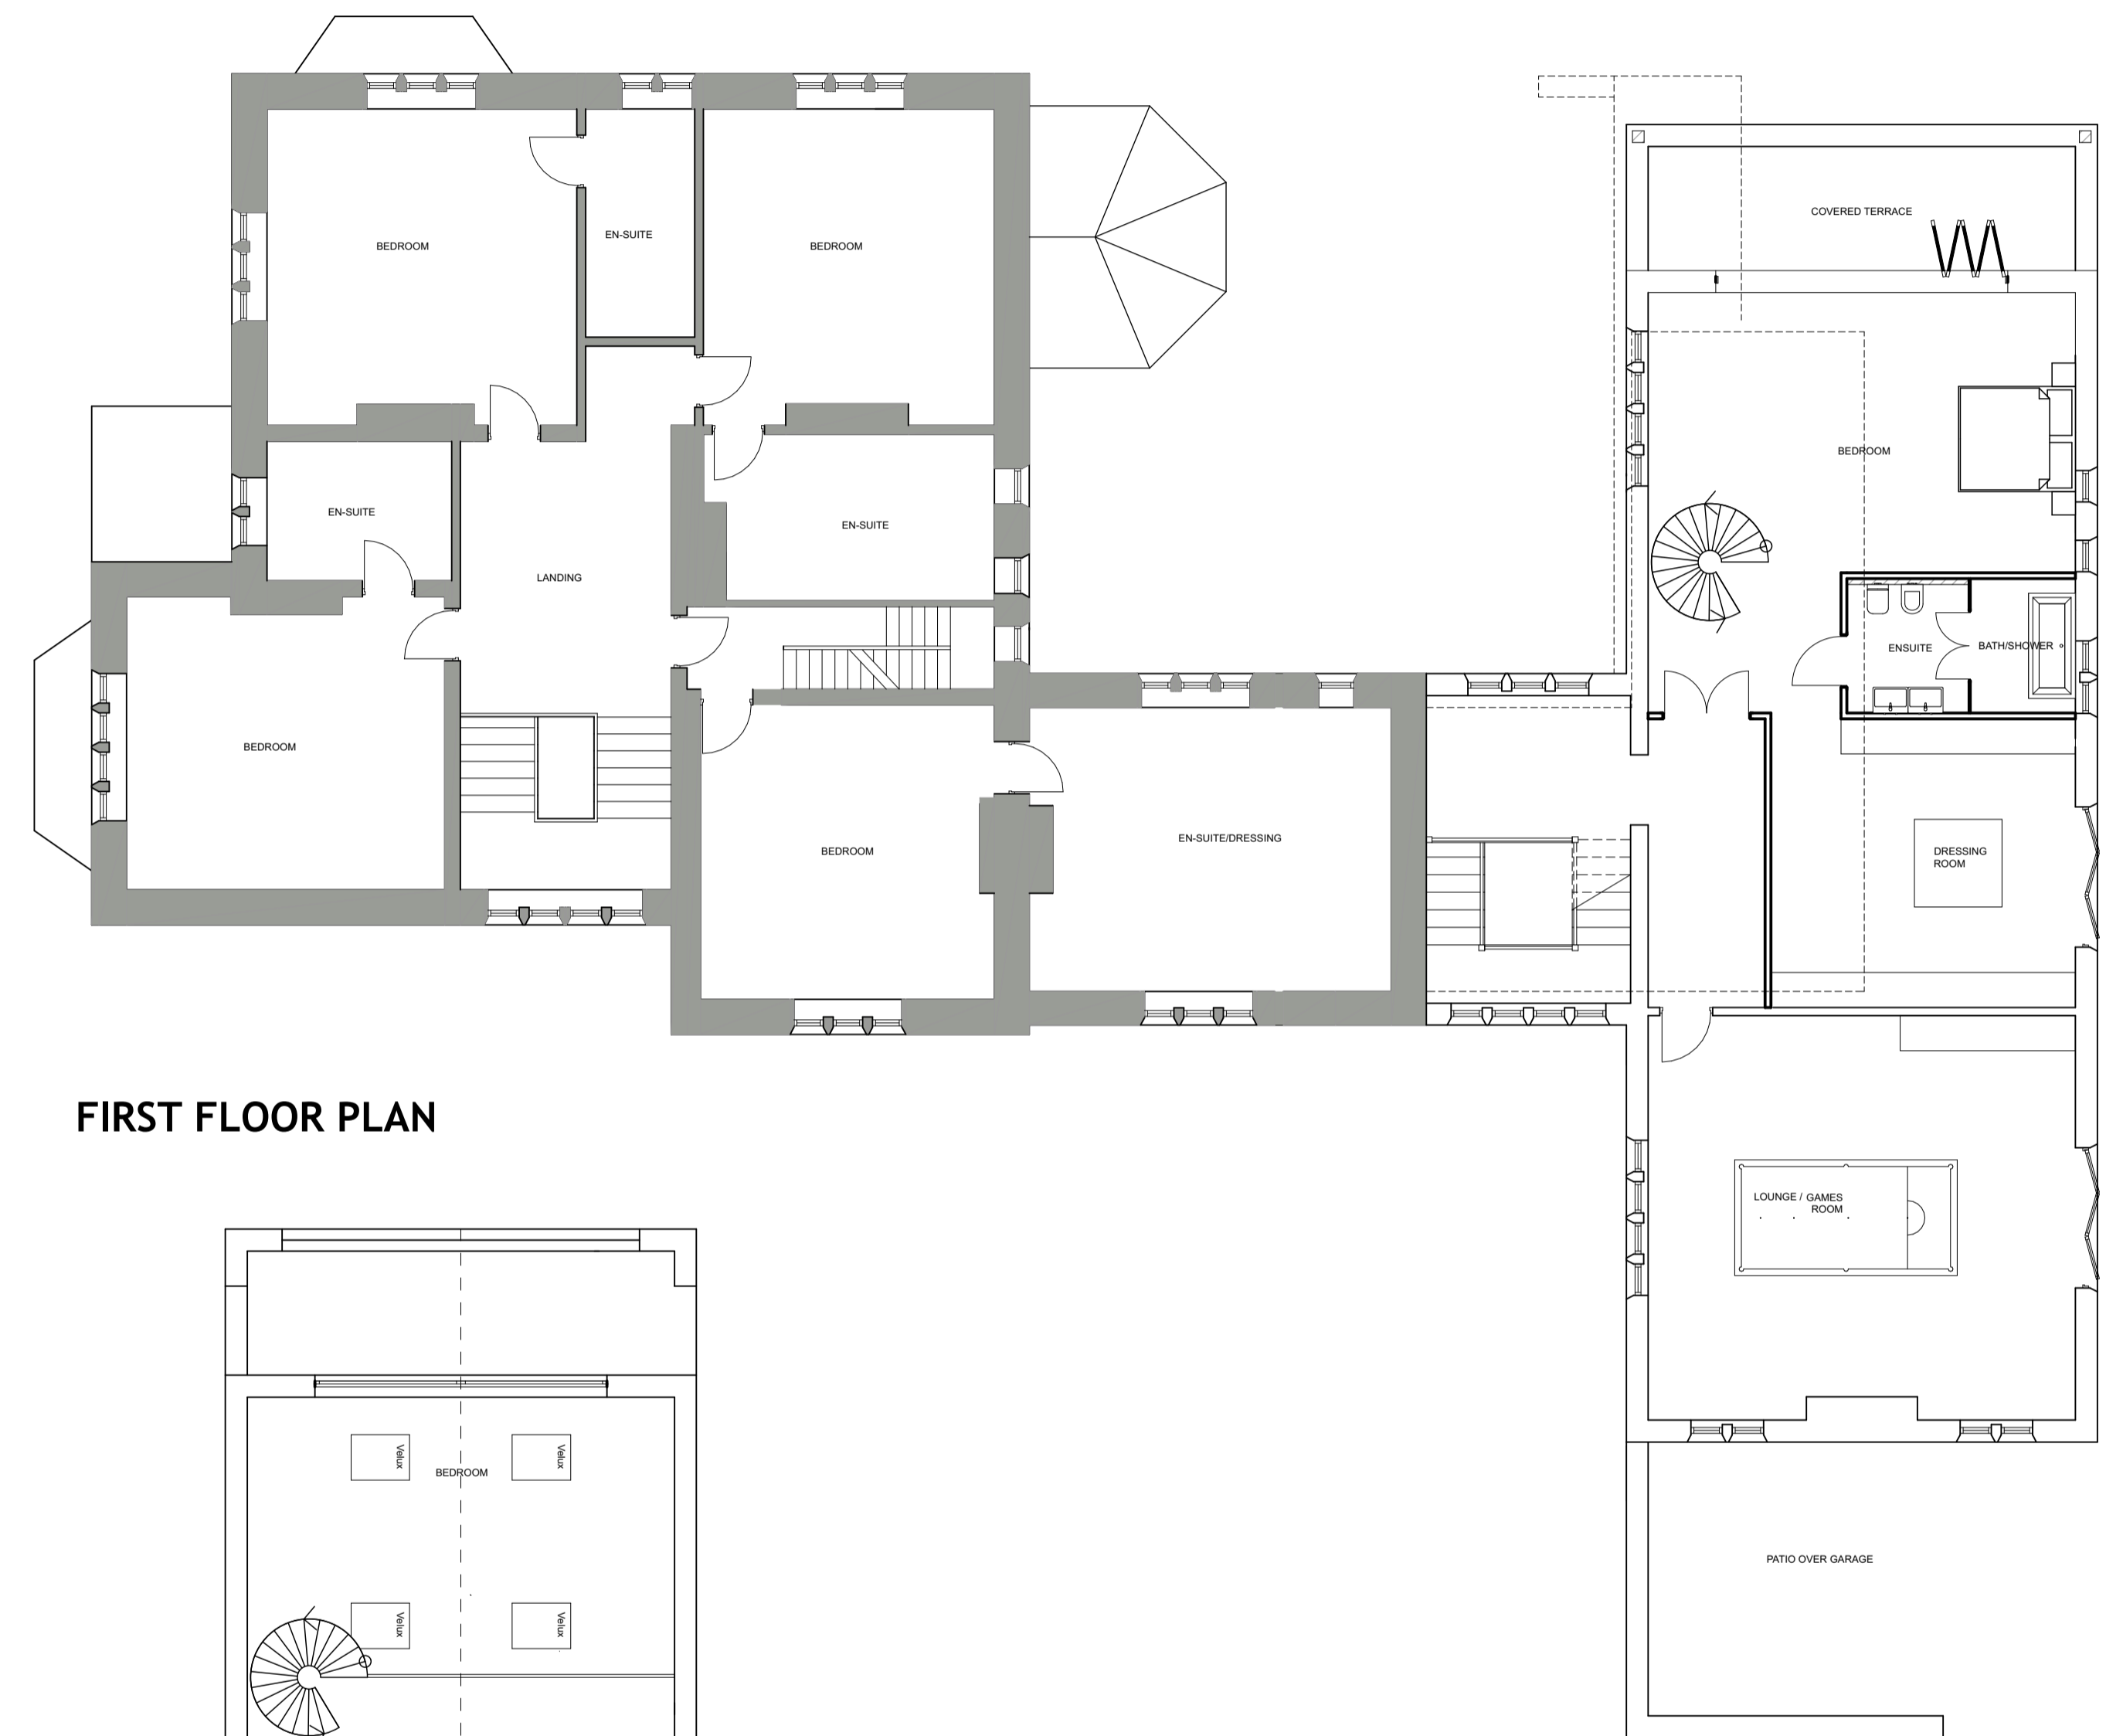 COVERED TERRACE
EN-SUITE
BEDROOM
BEDROOM
BEDROOM
EN-SUITE
EN-SUITE
LANDING
ENSUITE
BATH/SHOWER
BEDROOM
EN-SUITE/DRESSING
BEDROOM
DRESSING
ROOM
FIRST FLOOR PLAN
LOUNGE / GAMES
ROOM
Velux
Velux
BEDROOM
PATIO OVER GARAGE
Velux
Velux